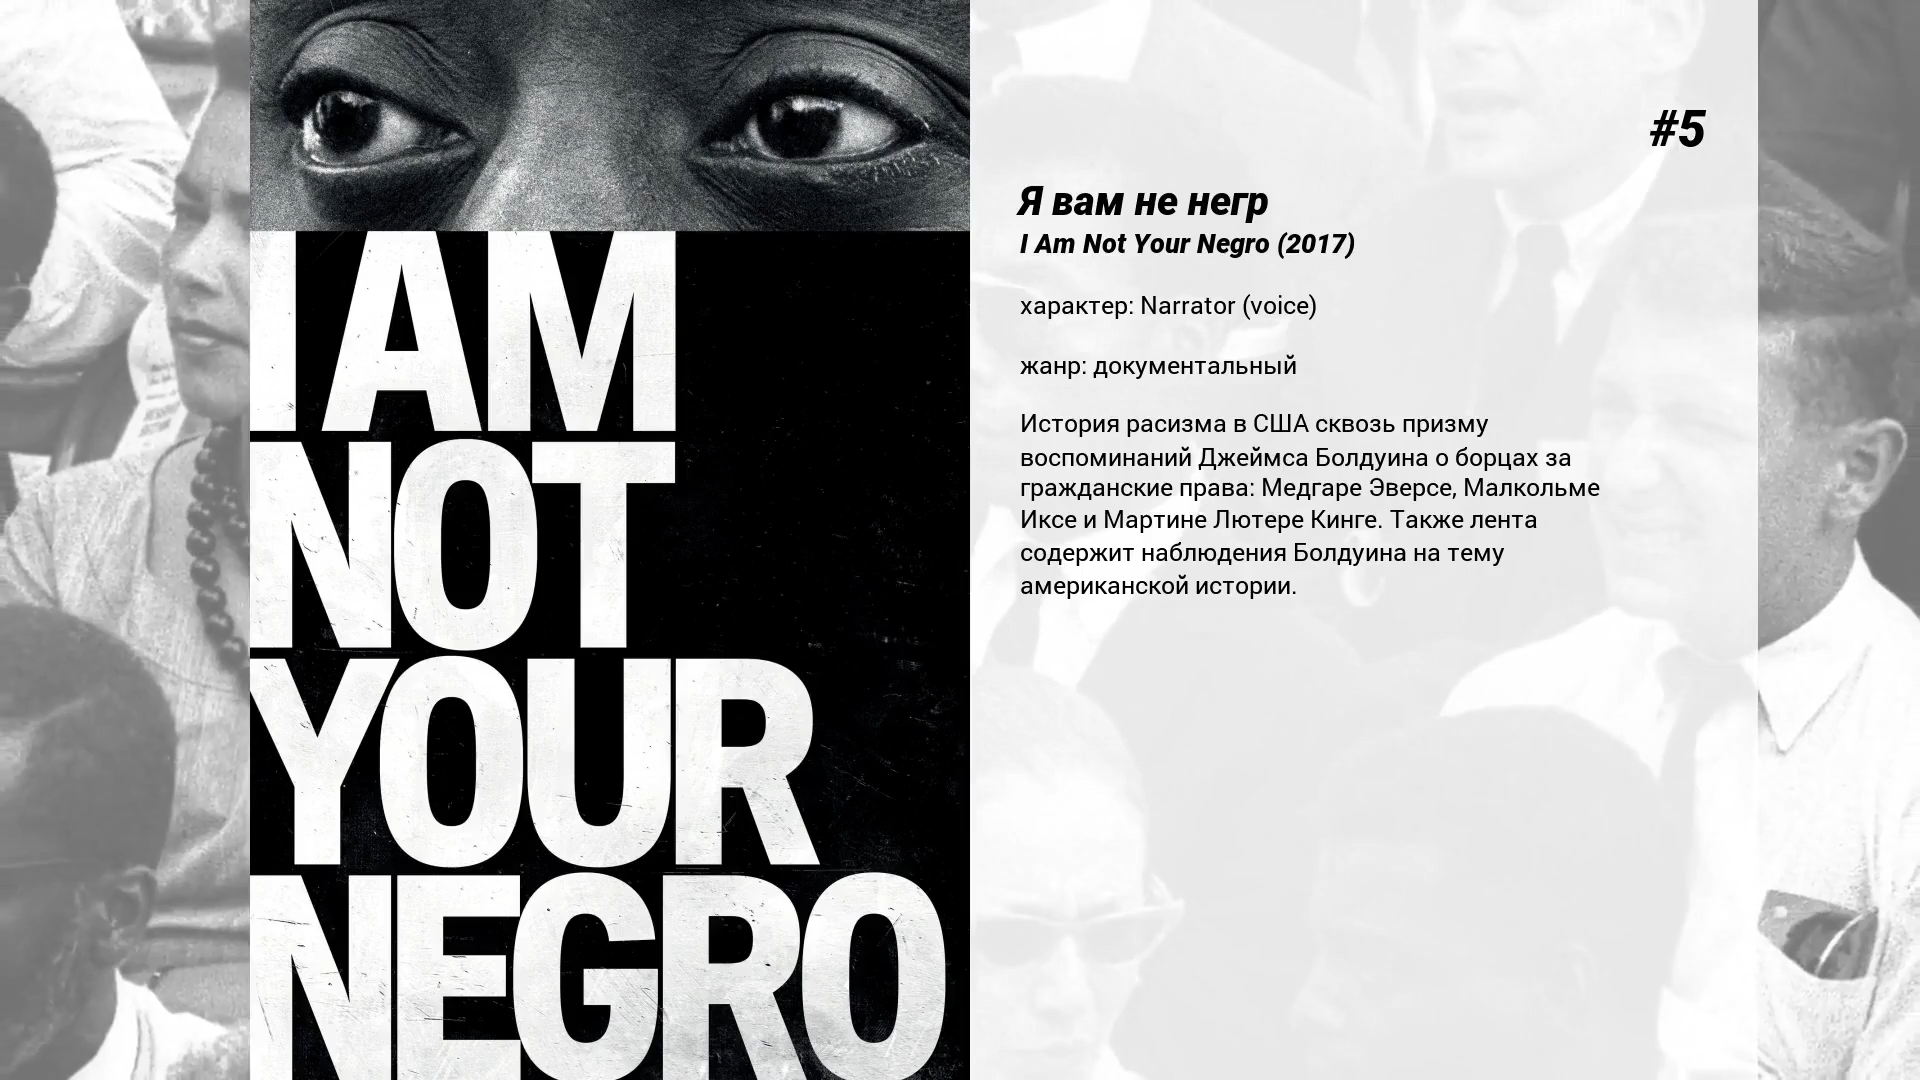 I AM
NOT
YOUR
NEGRO
#5
Я вам не негр
I Am Not Your Negro (2017)
характер: Narrator (voice)
жанр: документальный
История расизма в США сквозь призму
воспоминаний Джеймса Болдуина о борцах за
гражданские права: Медгаре Эверсе, Малкольме
Иксе и Мартине Лютере Кинге. Также лента
содержит наблюдения Болдуина на тему
американской истории.